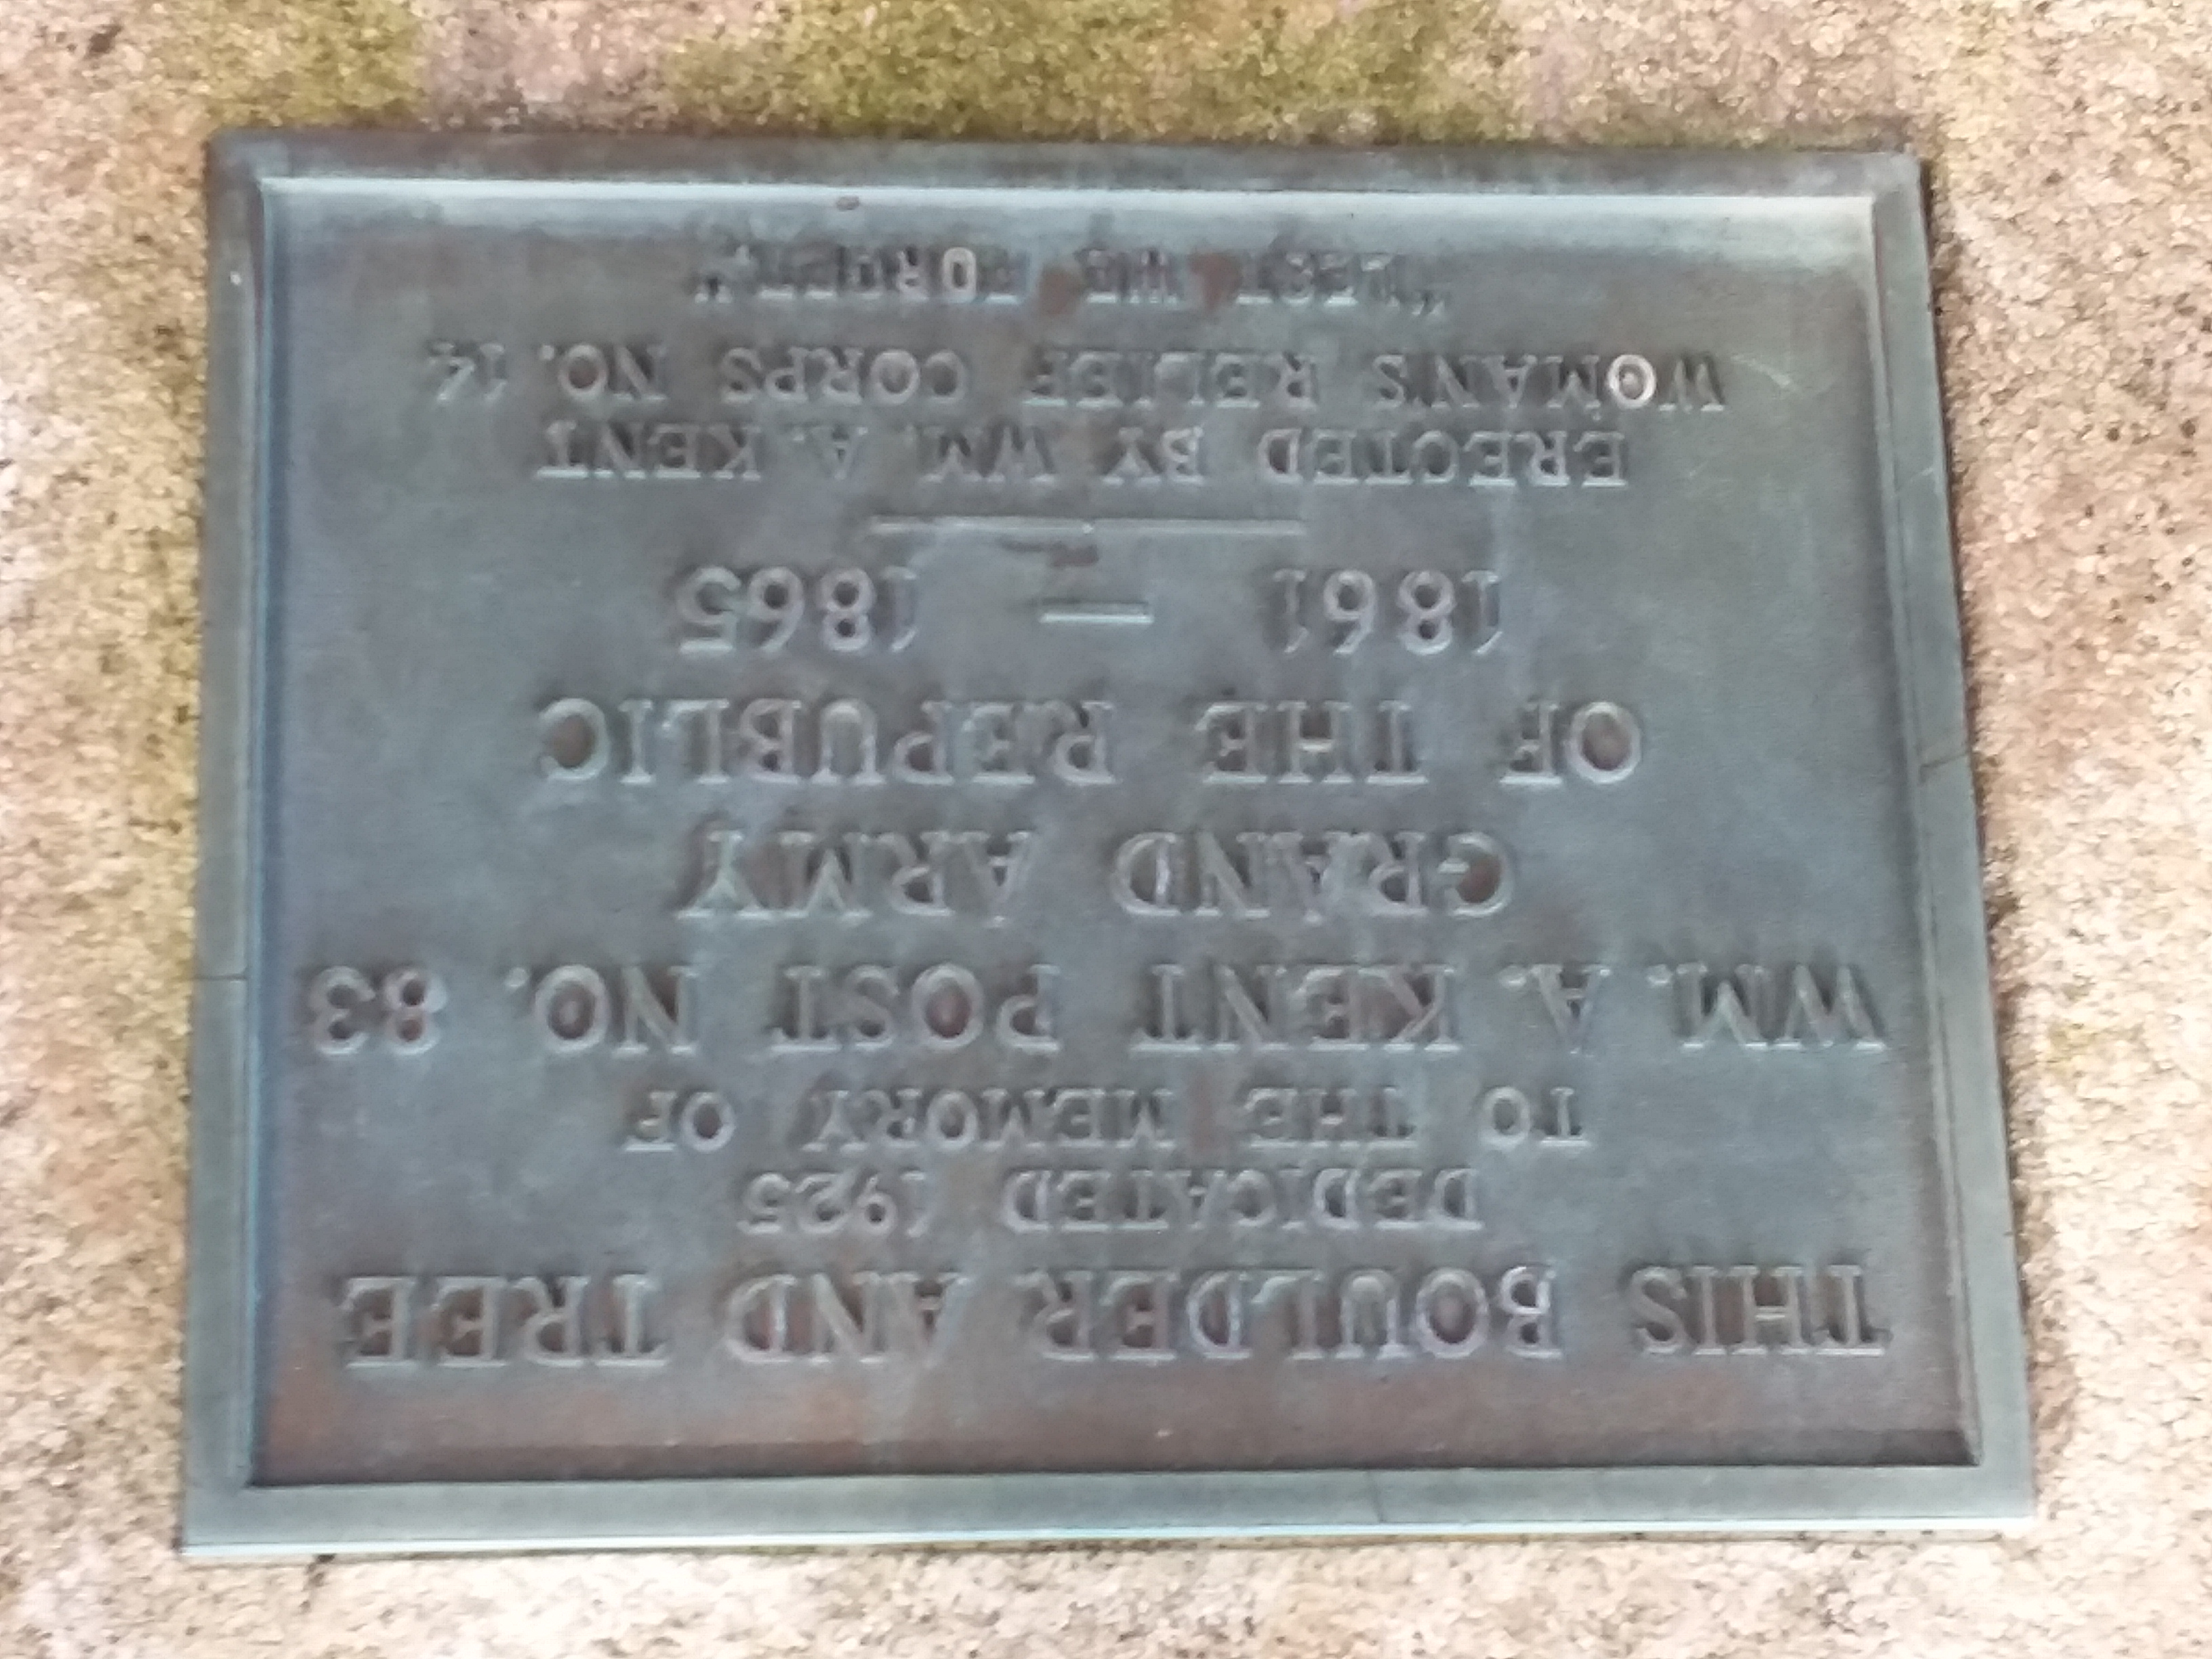 THIS BOULDER AND TREE
DEDICATED 1925
TO THE MEMORY OF
WM. A. KENT POST NO. 83
GRAND ARMY
OF THE REPUBLIC
1861 — 1865
ERECTED BY WM. A. KENT
WOMAN'S RELIEF CORPS NO. 14
"LEST WE FORGET"